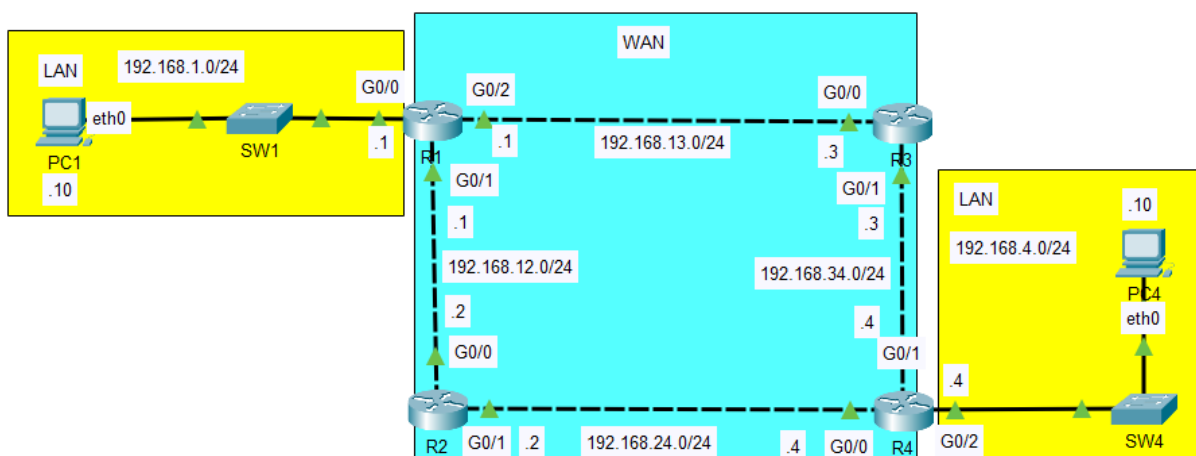 WAN
LAN
192.168.1.0/24
G0/0
G0/2
G0/0
eth0
SW1
.1
R1
.1
192.168.13.0/24
.3
R3
PC1
.10
G0/1
G0/1
LAN
.10
.1
.3
192.168.4.0/24
192.168.12.0/24
192.168.34.0/24
PC4
.2
.4
eth0
G0/0
G0/1
.4
R2
G0/1
.2
192.168.24.0/24
.4
G0/0
R4
G0/2
SW4